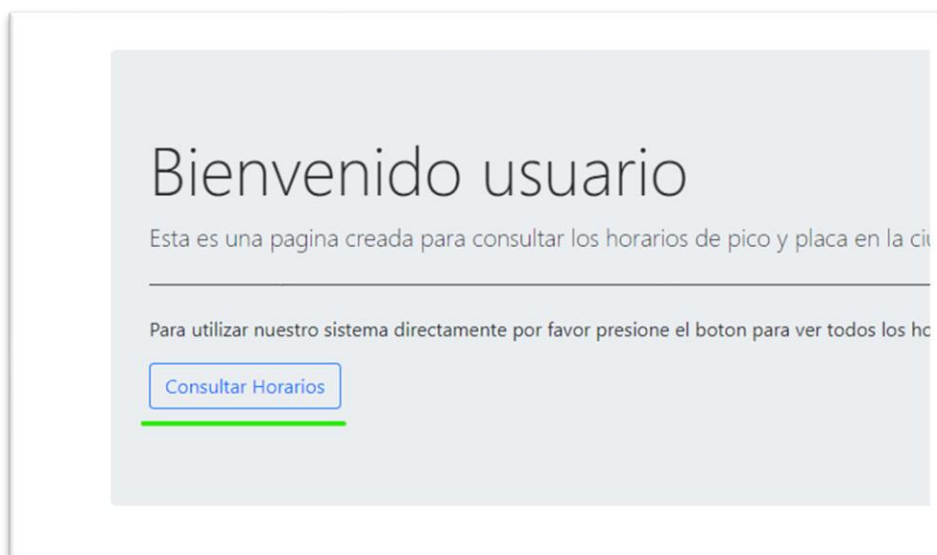 Bienvenido usuario
Esta es una pagina creada para consultar los horarios de pico y placa en la
Para utilizar nuestro sistema directamente por favor presione el boton para ver todos los
Consultar Horarios